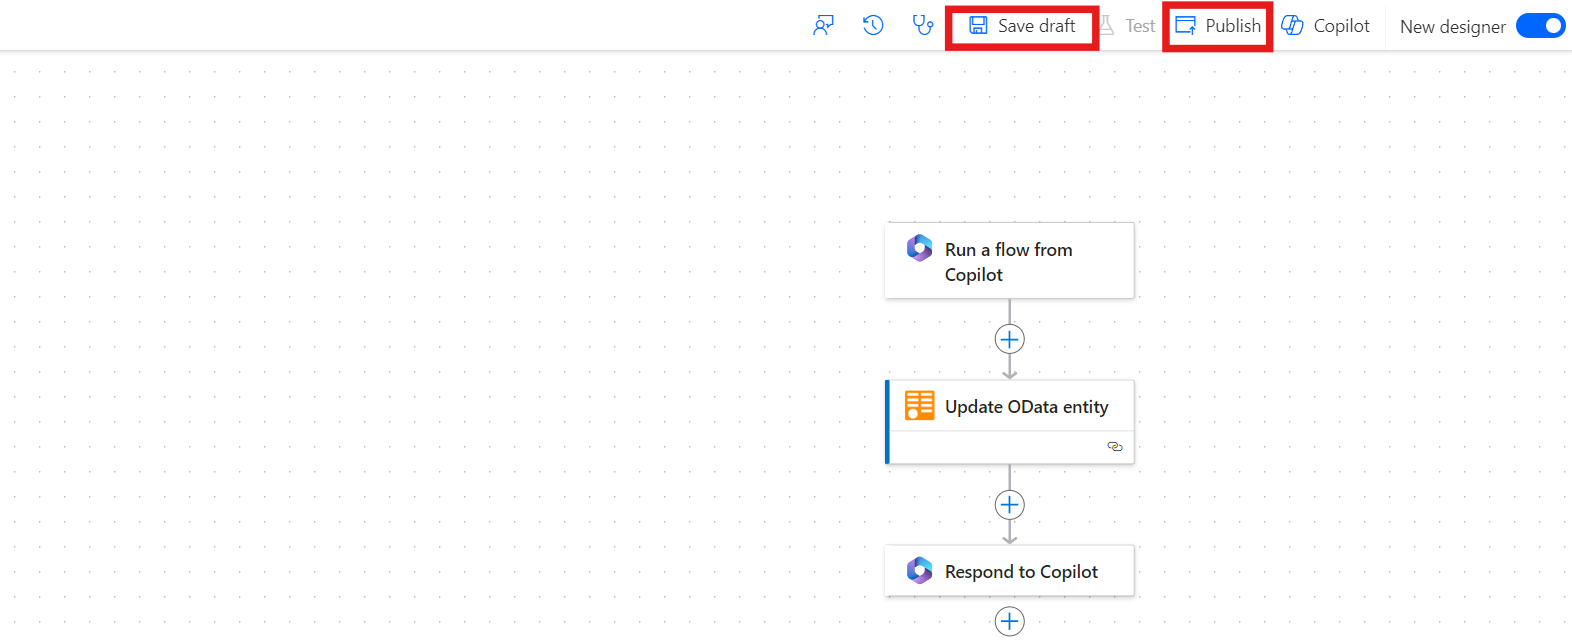 Save draft
Test
Publish
Copilot
New designer
Run a flow from
Copilot
Update OData entity
Respond to Copilot